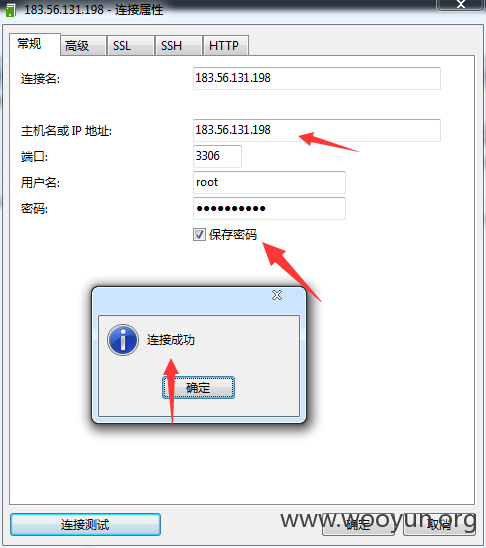 183.56.131.198 - 连接属性
常规 高级 SSL SSH HTTP
连接名: 183.56.131.198
主机名或 IP 地址: 183.56.131.198
端口: 3306
用户名: root
密码: ●●●●●●●●●●
保存密码
连接成功
确定
连接测试 确定 取消
www.wooyun.org